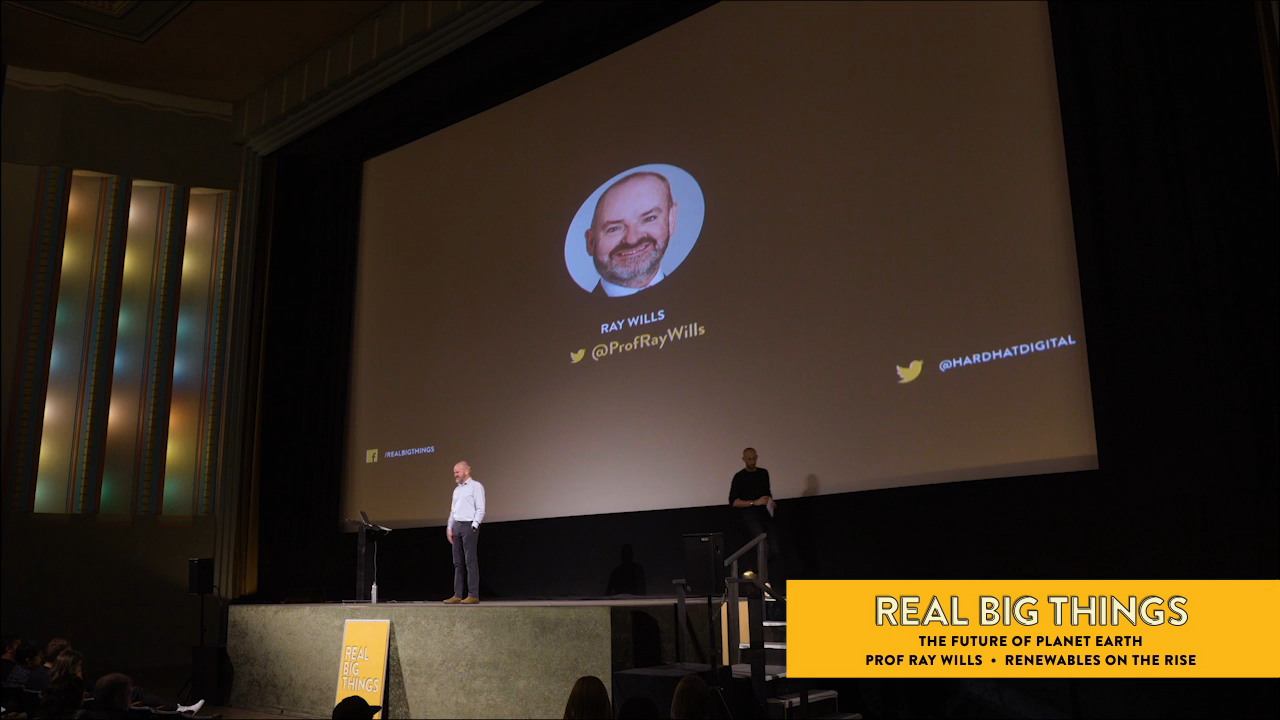 RAY WILLS
@ProfRayWills
@HARDHATDIGITAL
/REALBIGTHINGS
REAL
BIG
THINGS
REAL BIG THINGS
THE FUTURE OF PLANET EARTH
PROF RAY WILLS • RENEWABLES ON THE RISE